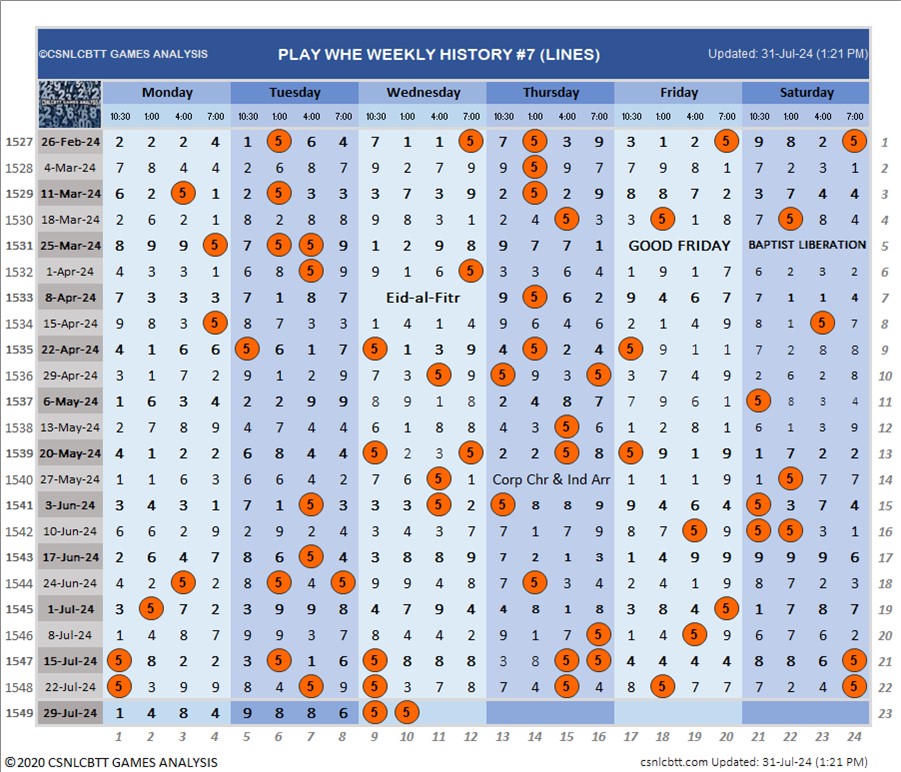 ©CSNLCBTT GAMES ANALYSIS PLAY WHE WEEKLY HISTORY #7 (LINES) Updated: 31-Jul-24 (1:21 PM)
Monday Tuesday Wednesday Thursday Friday Saturday
10:30 1:00 4:00 7:00 10:30 1:00 4:00 7:00 10:30 1:00 4:00 7:00 10:30 1:00 4:00 7:00 10:30 1:00 4:00 7:00 10:30 1:00 4:00 7:00
1527 26-Feb-24 2 2 2 4 1 5 6 4 7 1 1 5 7 5 3 9 3 1 2 5 9 8 2 5 1
1528 4-Mar-24 7 8 4 4 2 6 8 7 9 2 7 9 9 5 9 7 7 9 8 1 7 2 3 1 2
1529 11-Mar-24 6 2 5 1 2 5 3 3 3 7 3 9 2 5 2 9 8 8 7 2 3 7 4 4 3
1530 18-Mar-24 2 6 2 1 8 2 8 8 9 8 3 1 2 4 5 3 3 5 1 8 7 5 8 4 4
1531 25-Mar-24 8 9 9 5 7 5 5 9 1 2 9 8 9 7 7 1 GOOD FRIDAY BAPTIST LIBERATION 5
1532 1-Apr-24 4 3 3 1 6 8 5 9 9 1 6 5 3 3 6 4 1 9 1 7 6 2 3 2 6
1533 8-Apr-24 7 3 3 3 7 1 8 7 Eid-al-Fitr 9 5 6 2 9 4 6 7 7 1 1 4 7
1534 15-Apr-24 9 8 3 5 8 7 3 3 1 4 1 4 9 6 4 6 2 1 4 9 8 1 5 7 8
1535 22-Apr-24 4 1 6 6 5 6 1 7 5 1 3 9 4 5 2 4 5 9 1 1 7 2 8 8 9
1536 29-Apr-24 3 1 7 2 9 1 2 9 7 3 5 9 5 9 3 5 3 7 4 9 2 6 2 8 10
1537 6-May-24 1 6 3 4 2 2 9 9 8 9 1 8 2 4 8 7 7 9 6 1 5 8 3 4 11
1538 13-May-24 2 7 8 9 4 7 4 4 6 1 8 8 4 3 5 6 1 2 8 1 6 1 3 9 12
1539 20-May-24 4 1 2 2 6 8 4 4 5 2 3 5 2 2 5 8 5 9 1 9 1 7 2 2 13
1540 27-May-24 1 1 6 3 6 6 4 2 7 6 5 1 Corp Chr & Ind Arr 1 1 1 9 1 5 7 2 14
1541 3-Jun-24 3 4 3 1 7 1 5 3 3 3 5 2 5 8 8 9 9 4 6 4 5 3 7 4 15
1542 10-Jun-24 6 6 2 9 2 9 2 4 3 4 3 7 7 1 7 9 8 7 5 9 5 5 3 1 16
1543 17-Jun-24 2 6 4 7 8 6 5 4 3 8 8 9 7 2 1 3 1 4 9 9 9 9 9 6 17
1544 24-Jun-24 4 2 5 3 8 5 4 5 9 9 4 8 7 5 3 4 2 4 1 9 8 7 2 3 18
1545 1-Jul-24 3 5 7 2 3 9 9 8 4 7 9 4 4 8 1 8 3 8 4 5 1 7 8 7 19
1546 8-Jul-24 1 4 8 7 9 9 3 7 8 4 4 2 9 1 7 5 1 4 5 9 6 7 6 2 20
1547 15-Jul-24 5 8 2 2 3 5 1 6 5 8 8 8 3 8 5 5 4 4 4 4 8 8 6 5 21
1548 22-Jul-24 5 3 9 9 8 4 5 9 5 3 7 8 7 4 5 4 8 5 7 7 7 2 4 5 22
1549 29-Jul-24 1 4 8 4 9 8 8 6 5 5 23
1 2 3 4 5 6 7 8 9 10 11 12 13 14 15 16 17 18 19 20 21 22 23 24
©2020 CSNLCBTT GAMES ANALYSIS csnlcbtt.com Updated: 31-Jul-24 (1:21 PM)